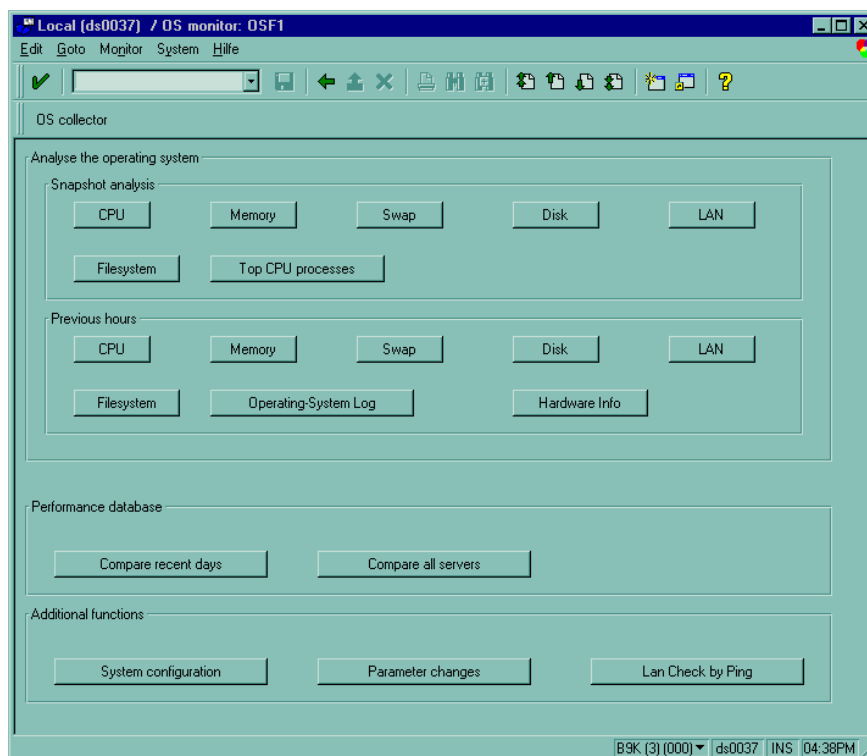 Local (ds0037) / OS monitor: OSF1
Edit Goto Monitor System Hilfe
OS collector
Analyse the operating system
Snapshot analysis
CPU Memory Swap Disk LAN
Filesystem Top CPU processes
Previous hours
CPU Memory Swap Disk LAN
Filesystem Operating-System Log Hardware Info
Performance database
Compare recent days Compare all servers
Additional functions
System configuration Parameter changes Lan Check by Ping
B9K (3) (000) ds0037 INS 04:38PM